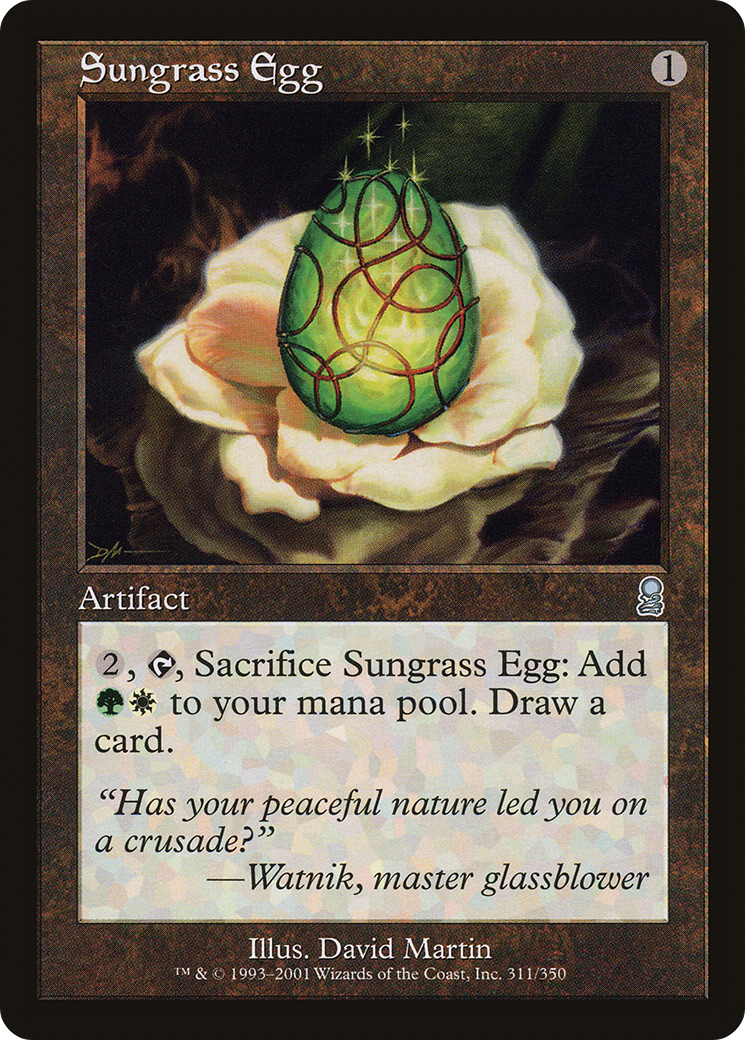 Sungrass Egg
1
DM
Artifact
2, , Sacrifice Sungrass Egg: Add
to your mana pool. Draw a
card.
“Has your peaceful nature led you on
a crusade?”
—Watnik, master glassblower
Illus. David Martin
™ & © 1993–2001 Wizards of the Coast, Inc. 311/350